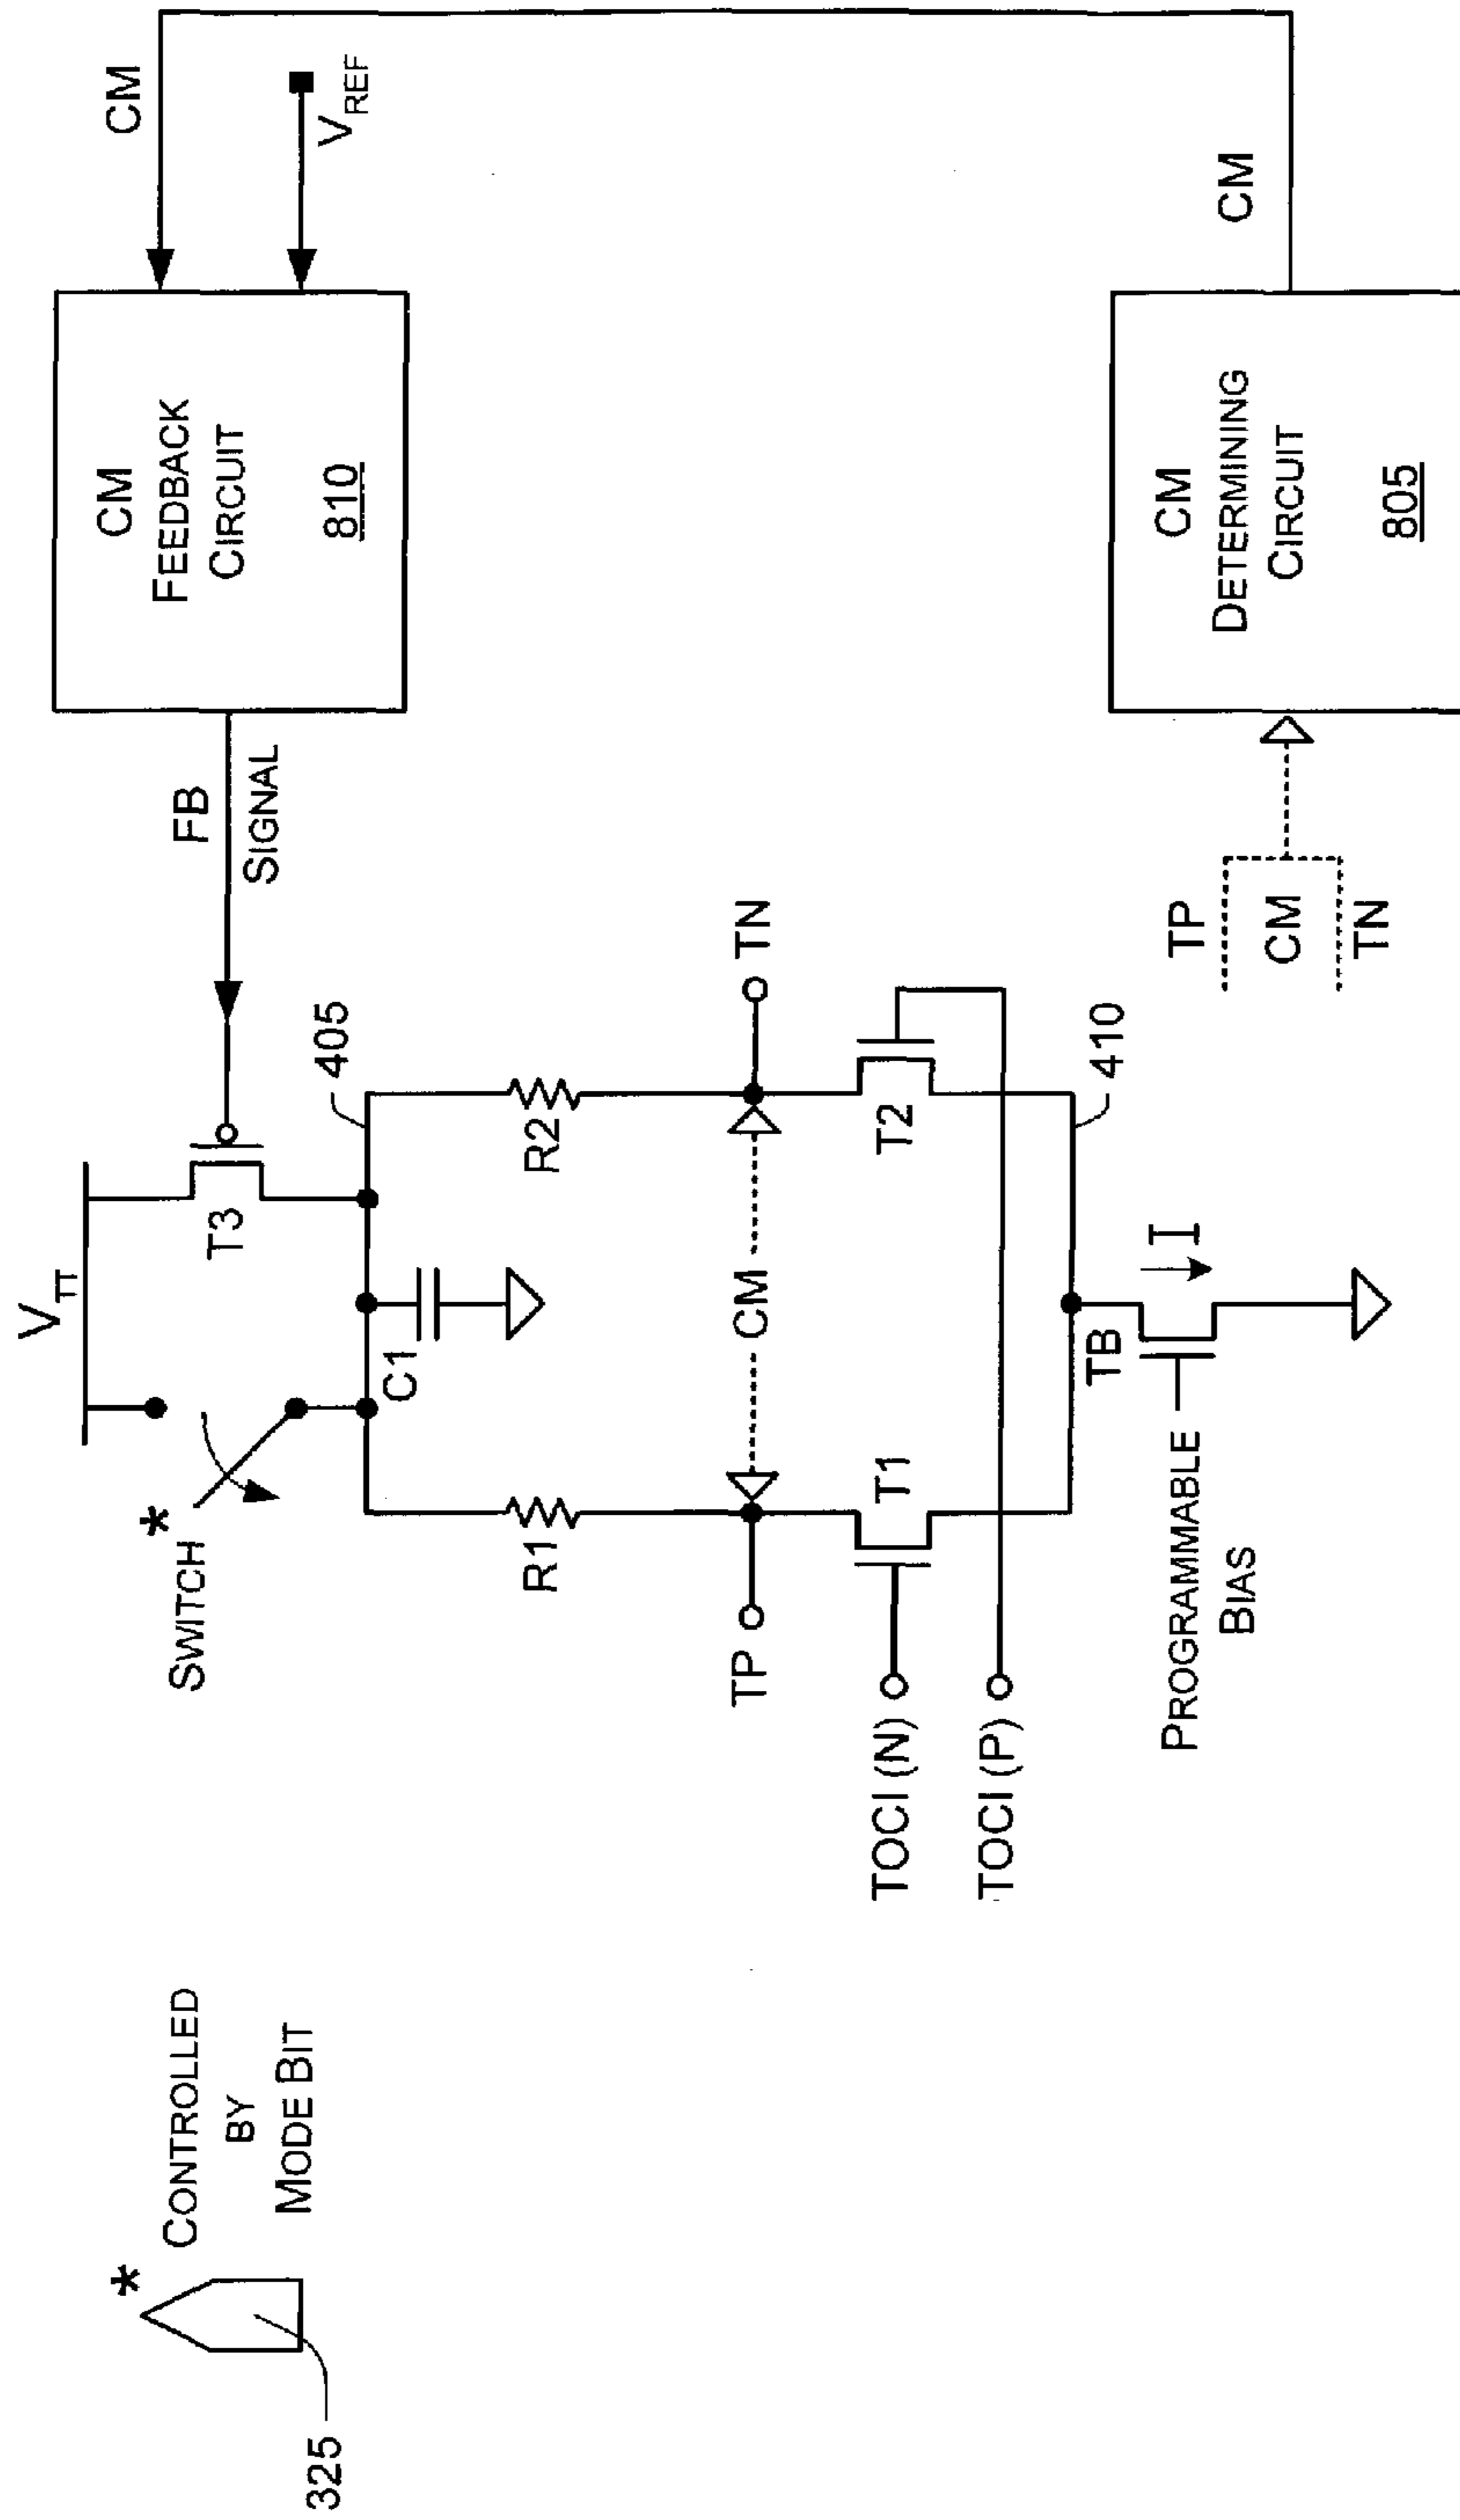 325
*
CONTROLLED
BY
MODE BIT
SWITCH
*
VTT
T3
FB
SIGNAL
CM
FEEDBACK
CIRCUIT
810
CM
VREF
405
C1
R1
R2
TP
CM
TN
TOCI (N)
TOCI (P)
T1
T2
410
TB
I
PROGRAMMABLE
BIAS
TP
CM
TN
CM
DETERMINING
CIRCUIT
805
CM